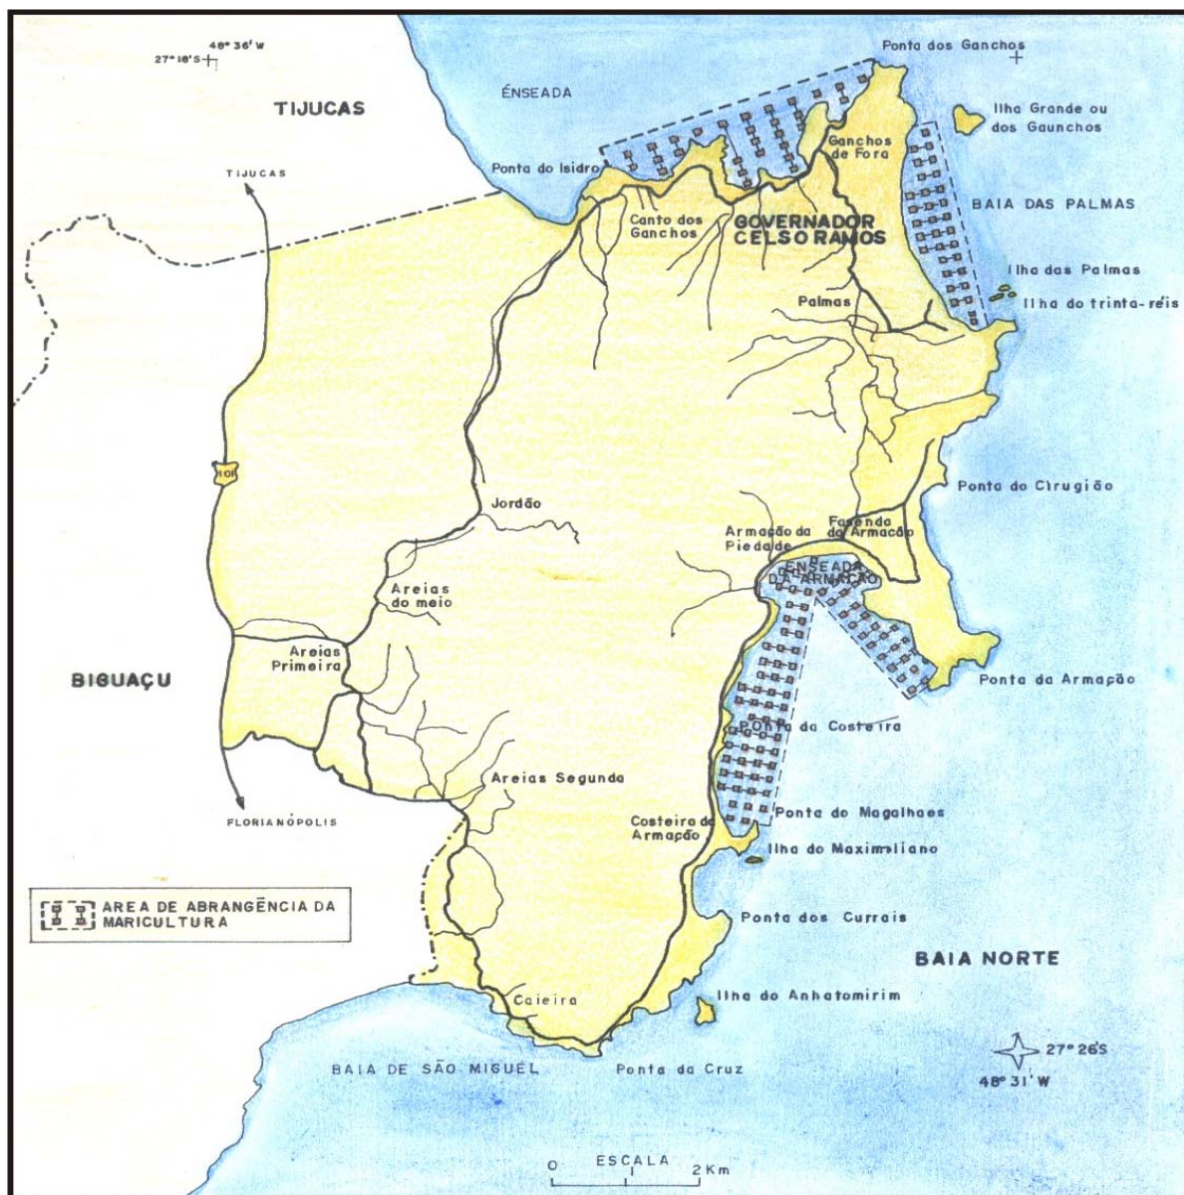 48° 36' W
27° 18' S
TIJUCAS
ÉNSEADA
Ponta dos Ganchos
Ilha Grande ou
dos Gaunchos
Ponta do Isidro
Ganchos
de Fora
TIJUCAS
BAIA DAS PALMAS
Canto dos
Ganchos
GOVERNADOR
CELSO RAMOS
Ilha das Palmas
Ilha do trinta-réis
Palmas
101
Ponta do Cirugião
Jordão
Armação da
Piedade
Fasenda
da Armação
ENSEADA
DA ARMAÇÃO
Areias
do meio
Areias
Primeira
BIGUAÇU
Ponta da Armação
Ponta da Costeira
Areias Segunda
FLORIANÓPOLIS
Costeira da
Armação
Ponta do Magalhaes
Ilha do Maximiliano
AREA DE ABRANGÊNCIA DA
MARICULTURA
Ponta dos Currais
BAIA NORTE
Caieira
Ilha do Anhatomirim
BAIA DE SÃO MIGUEL
Ponta da Cruz
27° 26'S
48° 31' W
ESCALA
0 2 Km